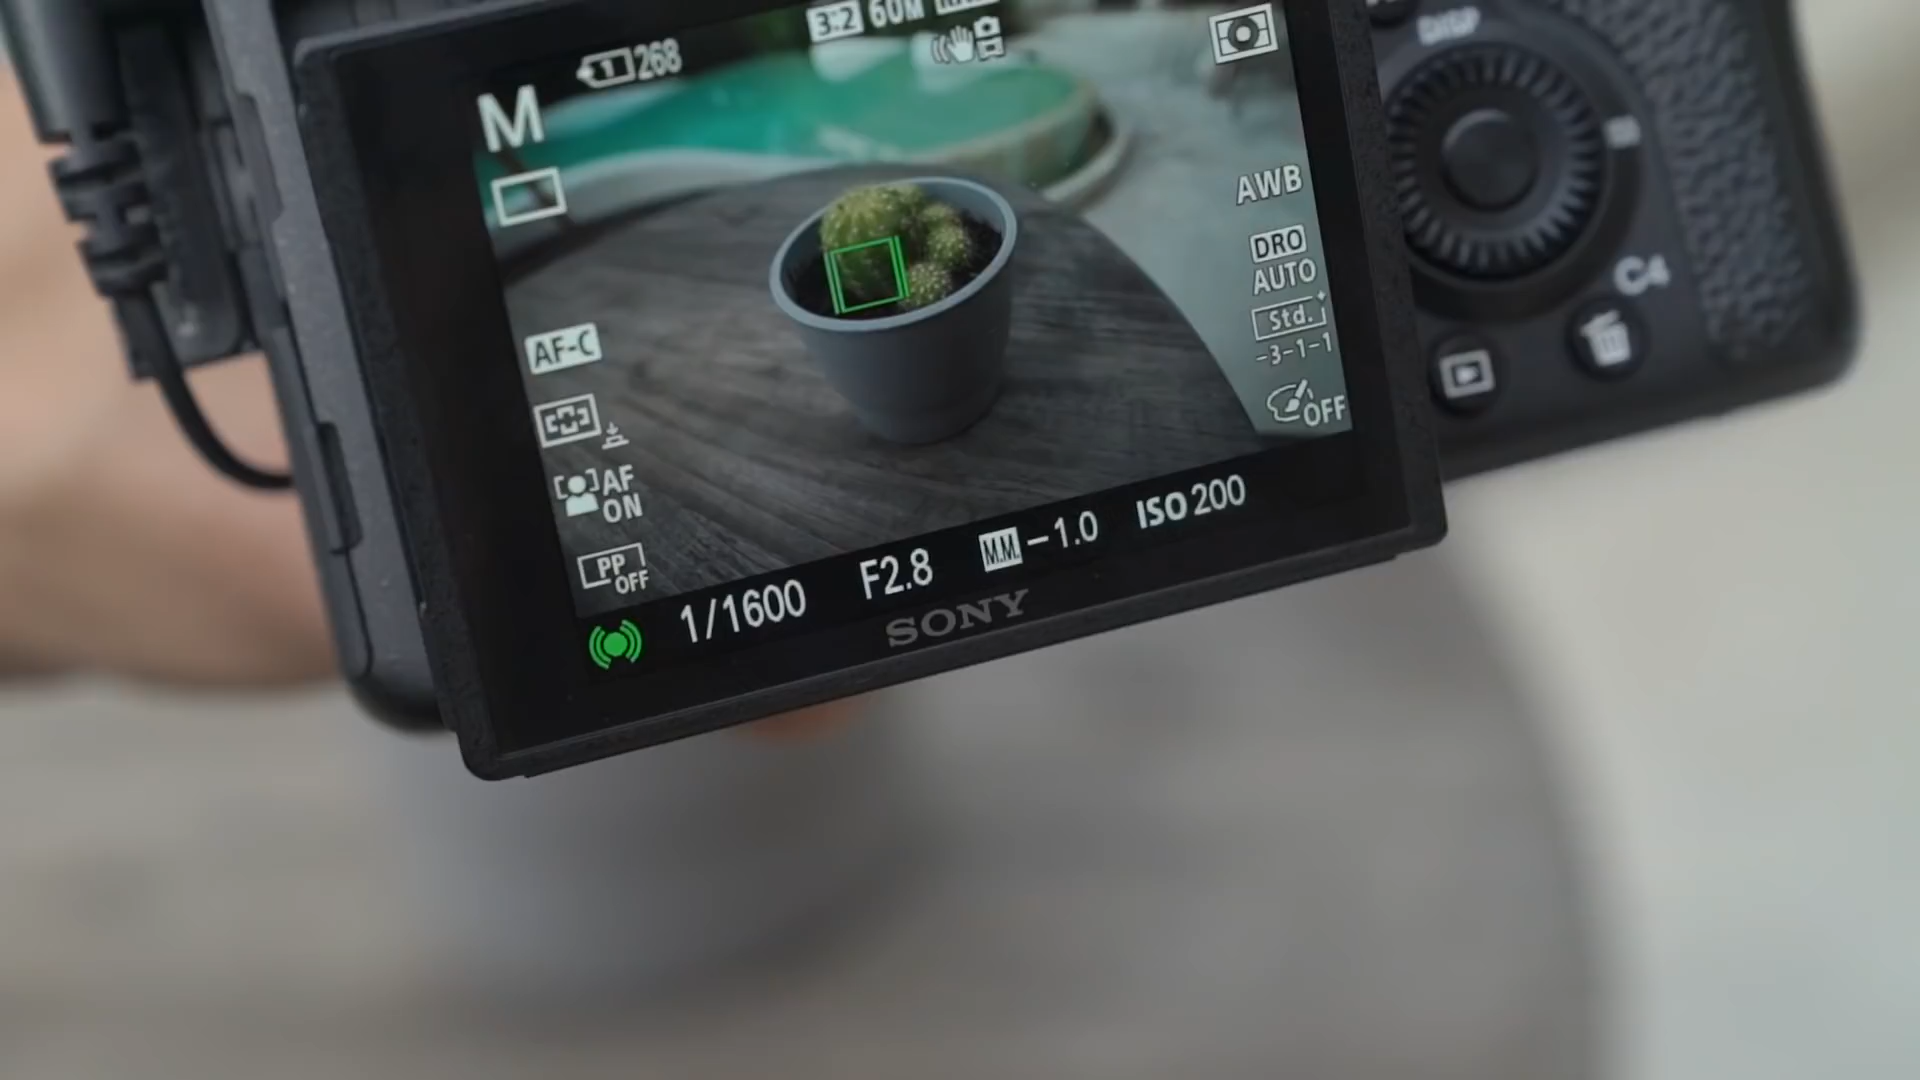 3:2 60M
1 268
M
AWB
DRO
AUTO
Std.
-3-1-1
OFF
AF-C
AF
ON
PP
OFF
1/1600 F2.8 M.M. -1.0 ISO 200
SONY
DISP
C4